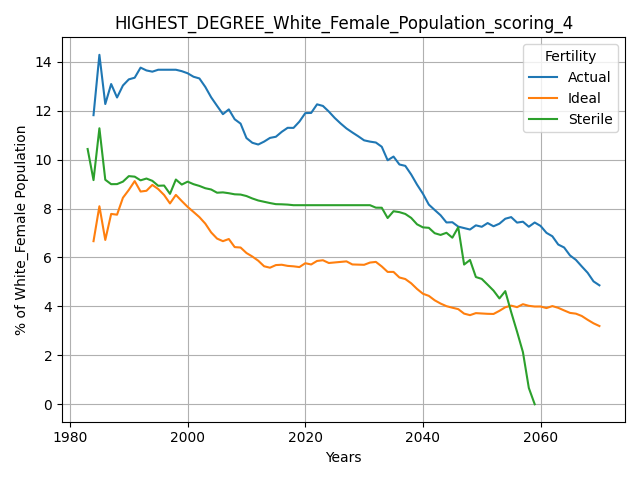 HIGHEST_DEGREE_White_Female_Population_scoring_4
Fertility
Actual
Ideal
Sterile
% of White_Female Population
14
12
10
8
6
4
2
0
1980 2000 2020 2040 2060
Years